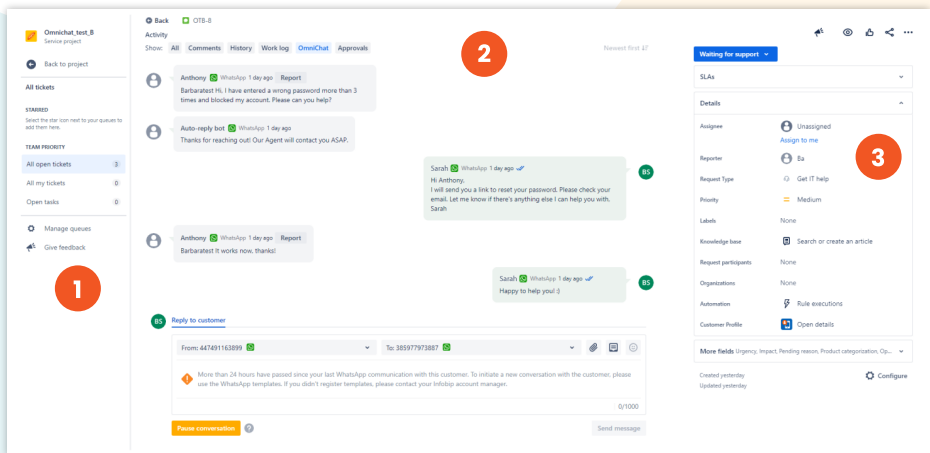 Omnichat_test_B
Service project
Back to project
All tickets
STARRED
Select the star icon next to your queues to
add them here.
TEAM PRIORITY
All open tickets 3
All my tickets 0
Open tasks 0
Manage queues
Give feedback
1
Back OTB-8
Activity
Show: All Comments History Work log OmniChat Approvals Newest first
2
Anthony WhatsApp 1 day ago Report
Barbaratest Hi. I have entered a wrong password more than 3
times and blocked my account. Please can you help?
Auto-reply bot WhatsApp 1 day ago
Thanks for reaching out! Our Agent will contact you ASAP.
Sarah WhatsApp 1 day ago
BS
Hi Anthony,
I will send you a link to reset your password. Please check your
email. Let me know if there's anything else I can help you with.
Sarah
Anthony WhatsApp 1 day ago Report
Barbaratest It works now, thanks!
Sarah WhatsApp 1 day ago
BS
Happy to help you! :)
BS Reply to customer
From: 447491163899 To: 385977973887
More than 24 hours have passed since your last WhatsApp communication with this customer. To initiate a new conversation with the customer, please
use the WhatsApp templates. If you didn't register templates, please contact your Infobip account manager.
0/1000
Pause conversation ? Send message
Waiting for support
SLAs
Details
Assignee Unassigned
Assign to me
3
Reporter Ba
Request Type Get IT help
Priority Medium
Labels None
Knowledge base Search or create an article
Request participants None
Organizations None
Automation Rule executions
Customer Profile Open details
More fields Urgency, Impact, Pending reason, Product categorization, Op...
Created yesterday Configure
Updated yesterday